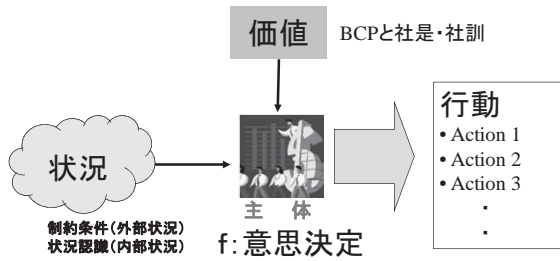 価値
BCPと社是・社訓
状況
制約条件(外部状況)
状況認識(内部状況)
主 体
f:意思決定
行動
• Action 1
• Action 2
• Action 3
・
・